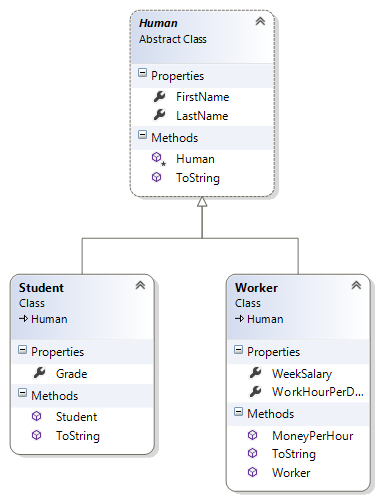 Human
Abstract Class
Properties
FirstName
LastName
Methods
Human
ToString
Student
Class
Human
Properties
Grade
Methods
Student
ToString
Worker
Class
Human
Properties
WeekSalary
WorkHourPerD...
Methods
MoneyPerHour
ToString
Worker